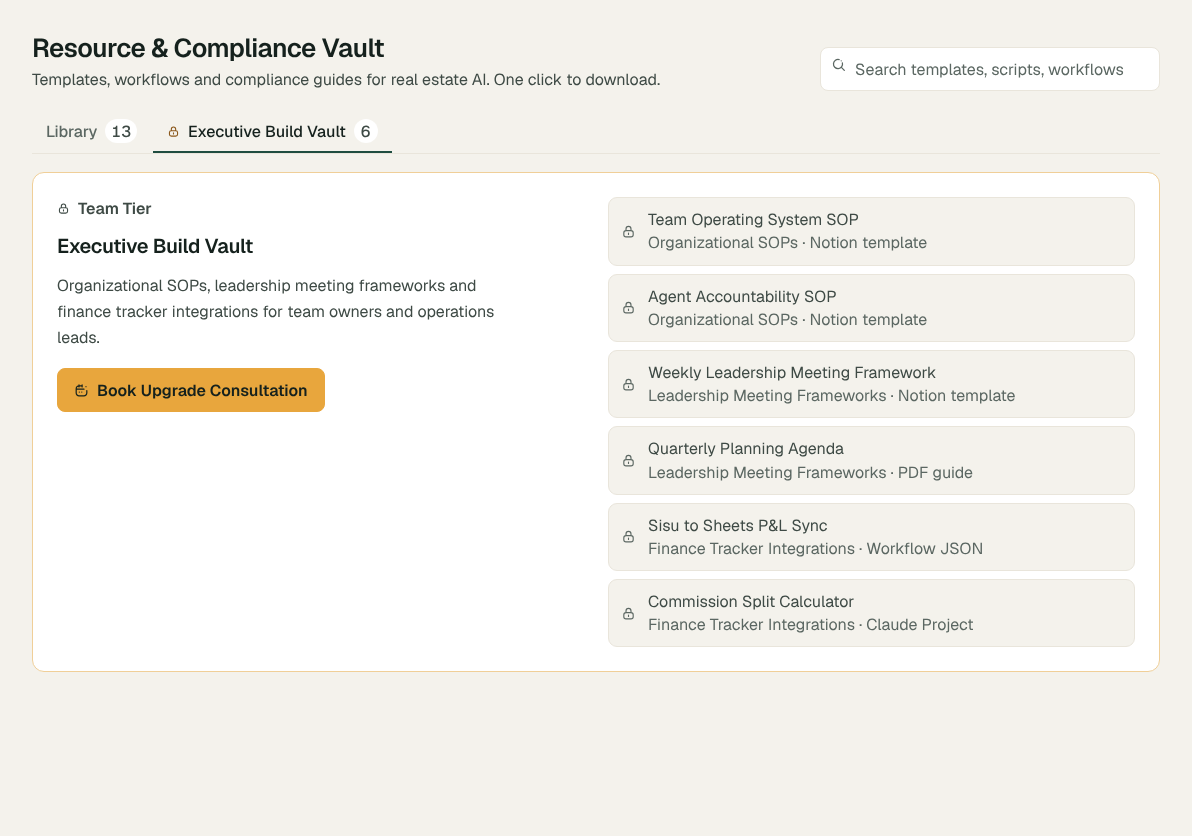 Resource & Compliance Vault
Templates, workflows and compliance guides for real estate AI. One click to download.
Search templates, scripts, workflows
Library 13
Executive Build Vault 6
Team Tier
Executive Build Vault
Organizational SOPs, leadership meeting frameworks and
finance tracker integrations for team owners and operations
leads.
Book Upgrade Consultation
Team Operating System SOP
Organizational SOPs · Notion template
Agent Accountability SOP
Organizational SOPs · Notion template
Weekly Leadership Meeting Framework
Leadership Meeting Frameworks · Notion template
Quarterly Planning Agenda
Leadership Meeting Frameworks · PDF guide
Sisu to Sheets P&L Sync
Finance Tracker Integrations · Workflow JSON
Commission Split Calculator
Finance Tracker Integrations · Claude Project